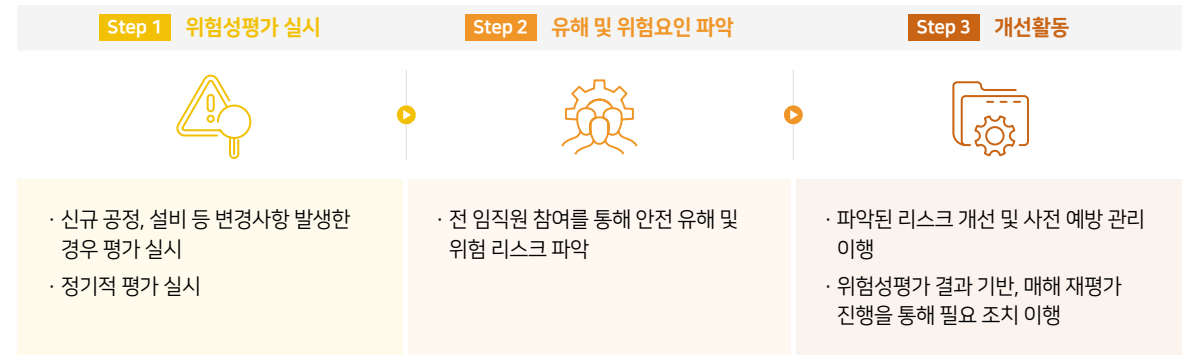 Step 1 위험성평가 실시
Step 2 유해 및 위험요인 파악
Step 3 개선활동
· 신규 공정, 설비 등 변경사항 발생한
경우 평가 실시
· 정기적 평가 실시
· 전 임직원 참여를 통해 안전 유해 및
위험 리스크 파악
· 파악된 리스크 개선 및 사전 예방 관리
이행
· 위험성평가 결과 기반, 매해 재평가
진행을 통해 필요 조치 이행